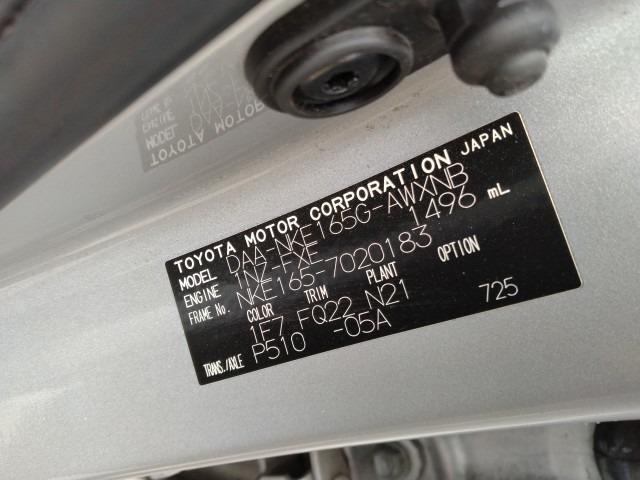 TOYOTA MOTOR CORPORATION JAPAN
MODEL DAA-NKE165G-AWXNB
ENGINE 1NZ-FXE 1496 mL
FRAME No. NKE165-7020183
COLOR TRIM PLANT OPTION
1F7 FQ22 N21 725
TRANS./AXLE P510 -05A